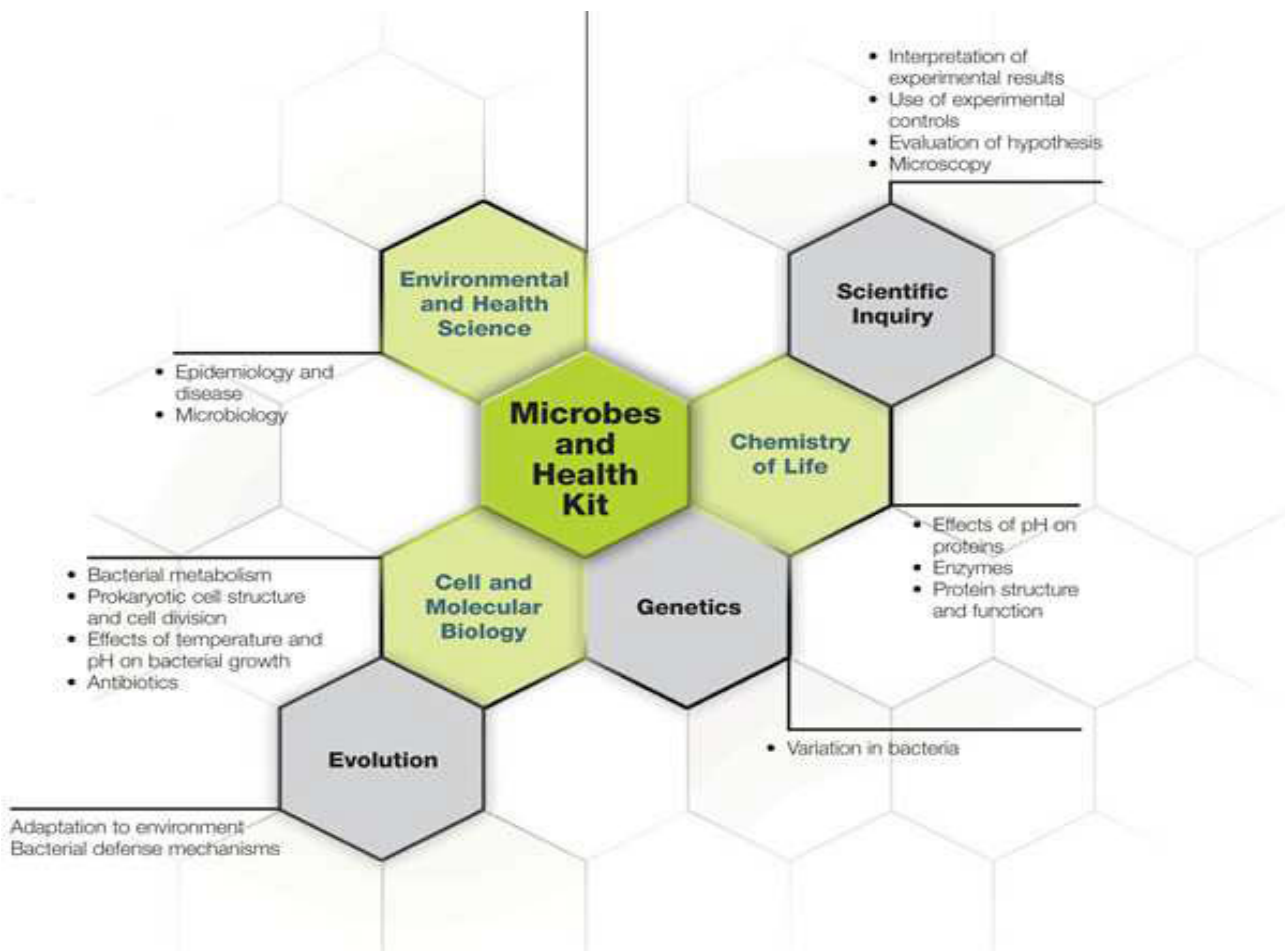 • Interpretation of
experimental results
• Use of experimental
controls
• Evaluation of hypothesis
• Microscopy
Environmental
and Health
Science
Scientific
Inquiry
• Epidemiology and
disease
• Microbiology
Microbes
and
Health
Kit
Chemistry
of Life
• Effects of pH on
proteins
• Enzymes
• Protein structure
and function
• Bacterial metabolism
• Prokaryotic cell structure
and cell division
• Effects of temperature and
pH on bacterial growth
• Antibiotics
Cell and
Molecular
Biology
Genetics
• Variation in bacteria
Evolution
Adaptation to environment
Bacterial defense mechanisms